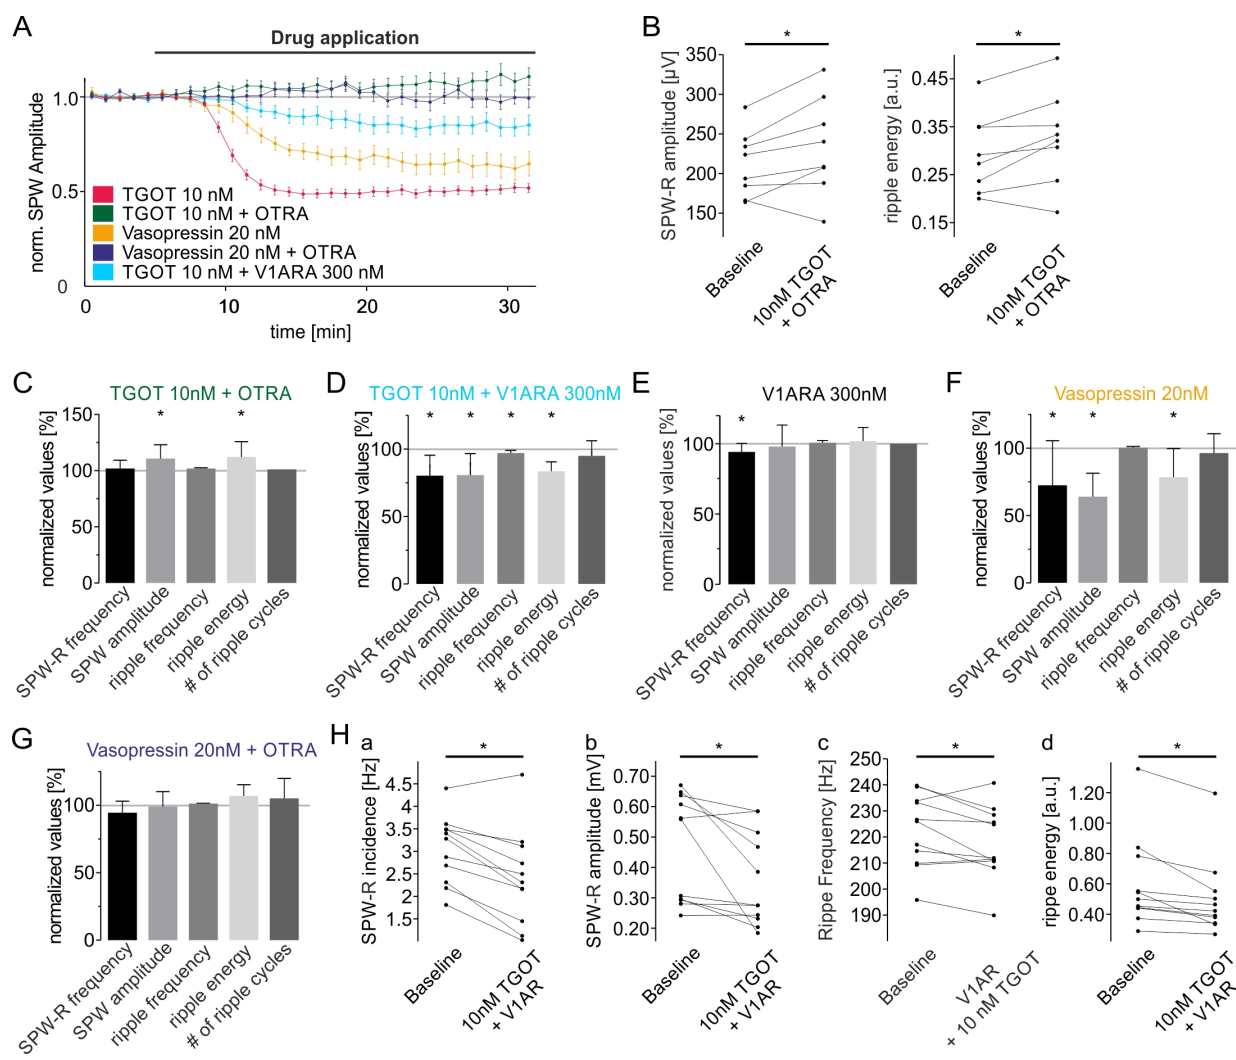 A
Drug application
norm. SPW Amplitude
1.0
0.5
0
TGOT 10 nM
TGOT 10 nM + OTRA
Vasopressin 20 nM
Vasopressin 20 nM + OTRA
TGOT 10 nM + V1ARA 300 nM
0
10
20
30
time [min]
B
*
SPW-R amplitude [µV]
350
300
250
200
150
Baseline
10nM TGOT
+ OTRA
*
ripple energy [a.u.]
0.45
0.35
0.25
0.15
Baseline
10nM TGOT
+ OTRA
C
TGOT 10nM + OTRA
normalized values [%]
150
100
50
0
*
*
SPW-R frequency
SPW amplitude
ripple frequency
ripple energy
# of ripple cycles
D
TGOT 10nM + V1ARA 300nM
normalized values [%]
100
50
0
*
*
*
*
SPW-R frequency
SPW amplitude
ripple frequency
ripple energy
# of ripple cycles
E
V1ARA 300nM
normalized values [%]
100
50
0
*
SPW-R frequency
SPW amplitude
ripple frequency
ripple energy
# of ripple cycles
F
Vasopressin 20nM
normalized values [%]
100
50
0
*
*
*
SPW-R frequency
SPW amplitude
ripple frequency
ripple energy
# of ripple cycles
G
Vasopressin 20nM + OTRA
normalized values [%]
100
50
0
SPW-R frequency
SPW amplitude
ripple frequency
ripple energy
# of ripple cycles
H
a
*
SPW-R incidence [Hz]
4.5
4
3.5
3
2.5
2
1.5
Baseline
10nM TGOT
+ V1AR
b
*
SPW-R amplitude [mV]
0.70
0.60
0.50
0.40
0.30
0.20
Baseline
10nM TGOT
+ V1AR
c
*
Rippe Frequency [Hz]
250
240
230
220
210
200
190
Baseline
V1AR
+ 10 nM TGOT
d
*
rippe energy [a.u.]
1.20
1.00
0.80
0.60
0.40
Baseline
10nM TGOT
+ V1AR